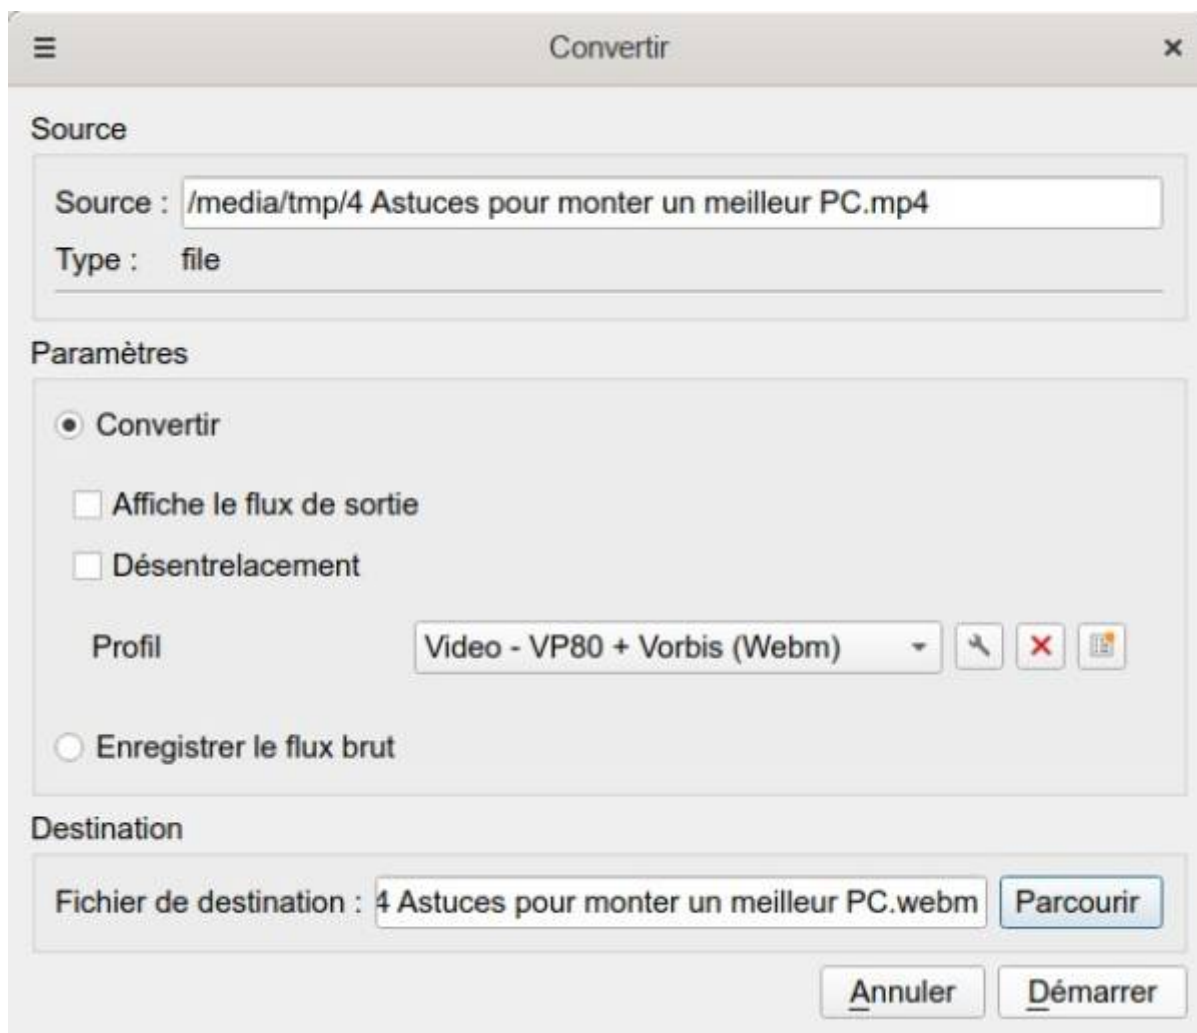 Convertir
Source
Source : /media/tmp/4 Astuces pour monter un meilleur PC.mp4
Type : file
Paramètres
Convertir
Affiche le flux de sortie
Désentrelacement
Profil Video - VP80 + Vorbis (Webm)
Enregistrer le flux brut
Destination
Fichier de destination : 4 Astuces pour monter un meilleur PC.webm Parcourir
Annuler Démarrer